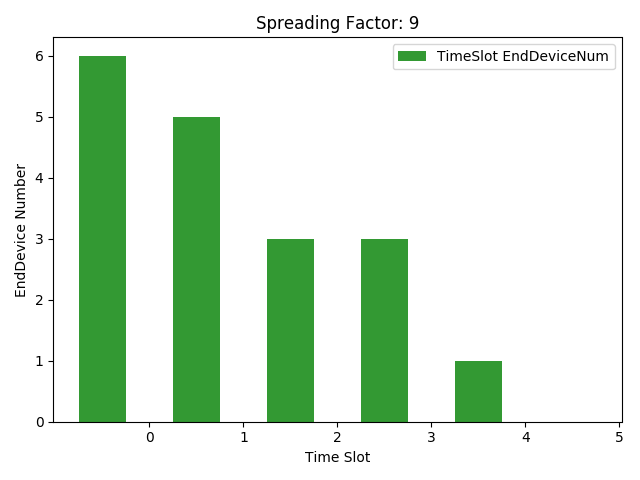 Spreading Factor: 9
TimeSlot EndDeviceNum
EndDevice Number
6
5
4
3
2
1
0
0 1 2 3 4 5
Time Slot